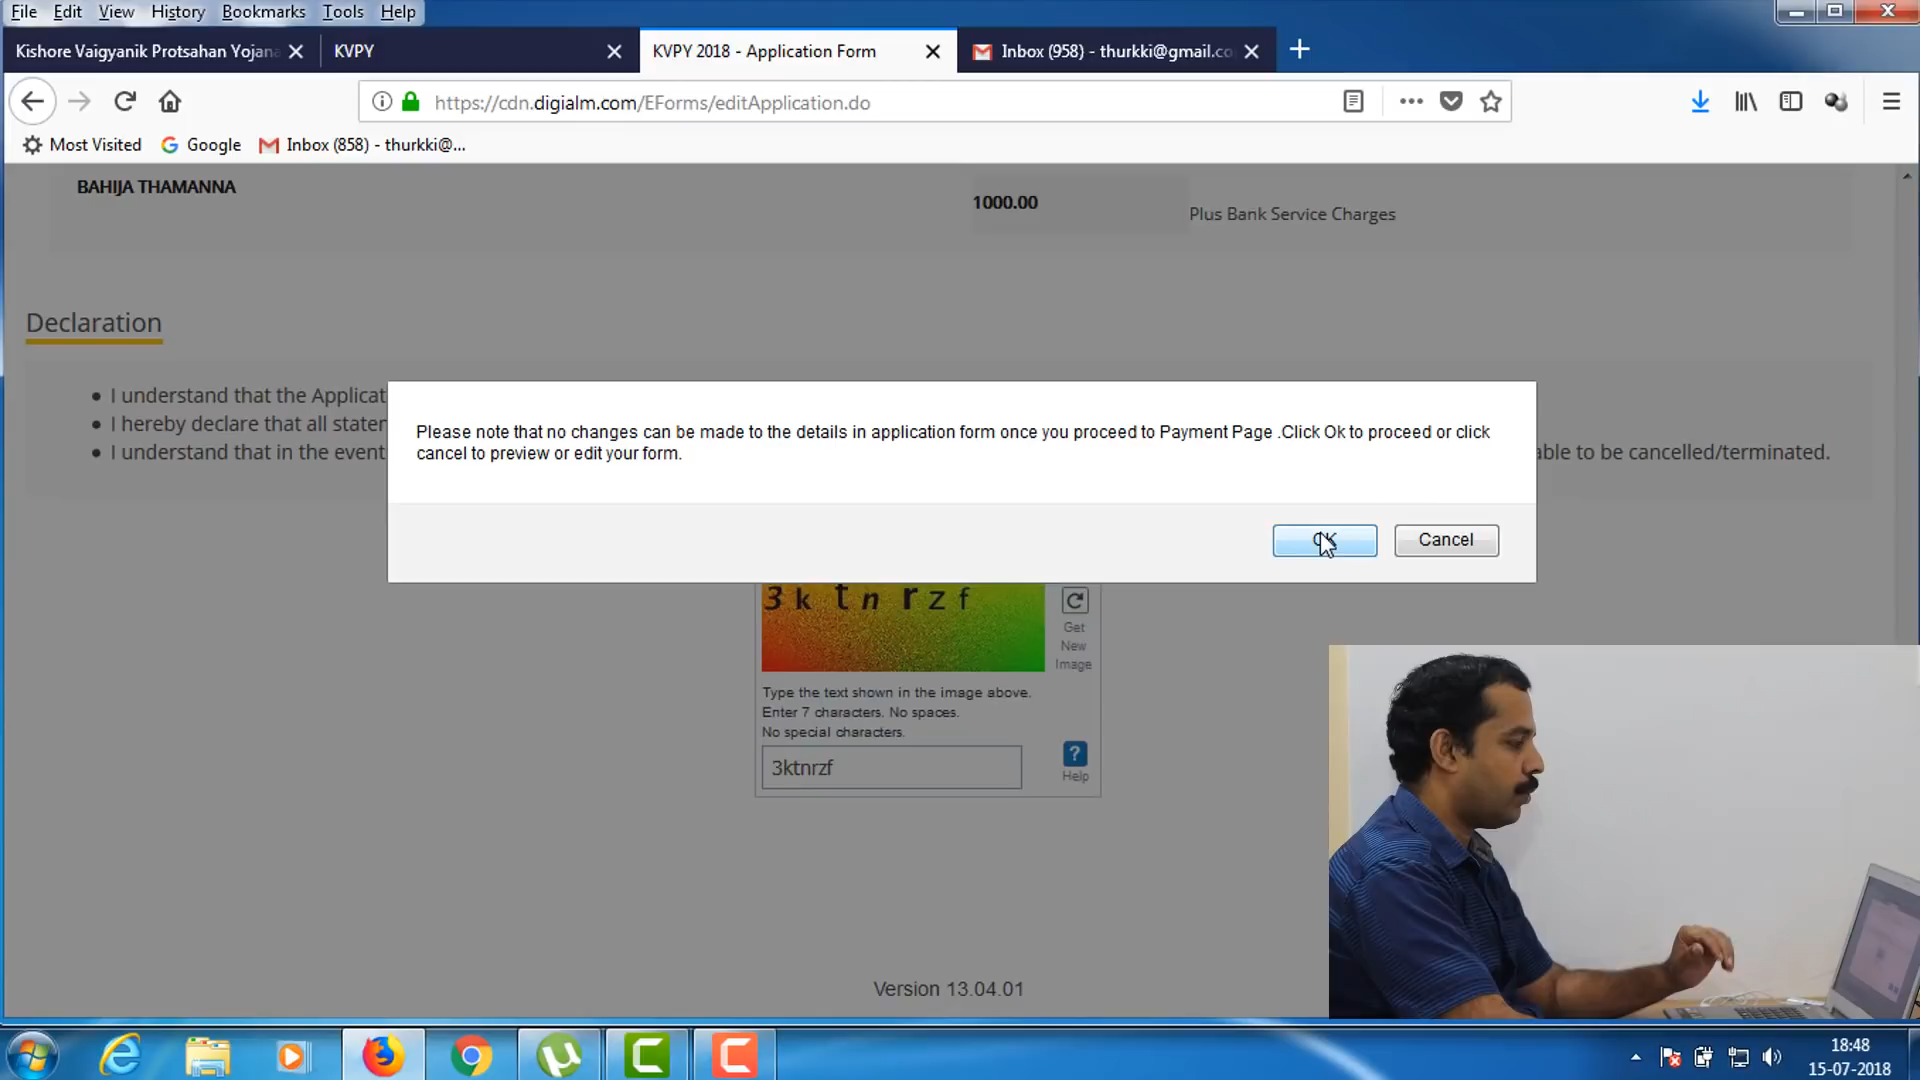 File Edit View History Bookmarks Tools Help
Kishore Vaigyanik Protsahan Yojana KVPY KVPY 2018 - Application Form Inbox (958) - thurkki@gmail.co
https://cdn.digialm.com/EForms/editApplication.do
Most Visited Google Inbox (858) - thurkki@...
BAHIJA THAMANNA 1000.00 Plus Bank Service Charges
Declaration
I understand that the Applicat
I hereby declare that all stater
I understand that in the event able to be cancelled/terminated.
Please note that no changes can be made to the details in application form once you proceed to Payment Page .Click Ok to proceed or click
cancel to preview or edit your form.
OK Cancel
3ktnrzf
Get
New
Image
Type the text shown in the image above.
Enter 7 characters. No spaces.
No special characters.
3ktnrzf
Help
Version 13.04.01
18:48
15-07-2018